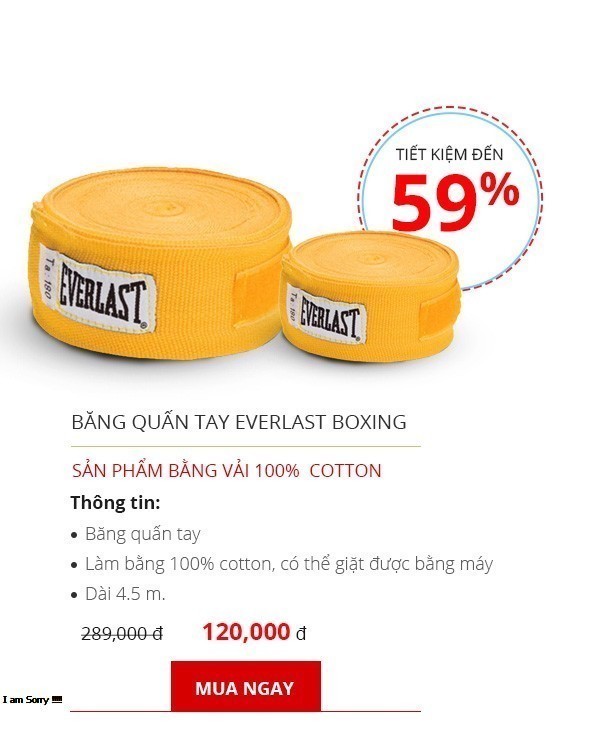 TIẾT KIỆM ĐẾN
59%
Ta 180
EVERLAST®
Ta 180
EVERLAST
BĂNG QUẤN TAY EVERLAST BOXING
SẢN PHẨM BẰNG VẢI 100% COTTON
Thông tin:
• Băng quấn tay
• Làm bằng 100% cotton, có thể giặt được bằng máy
• Dài 4.5 m.
289,000 đ 120,000 đ
MUA NGAY
I am Sorry !!!!